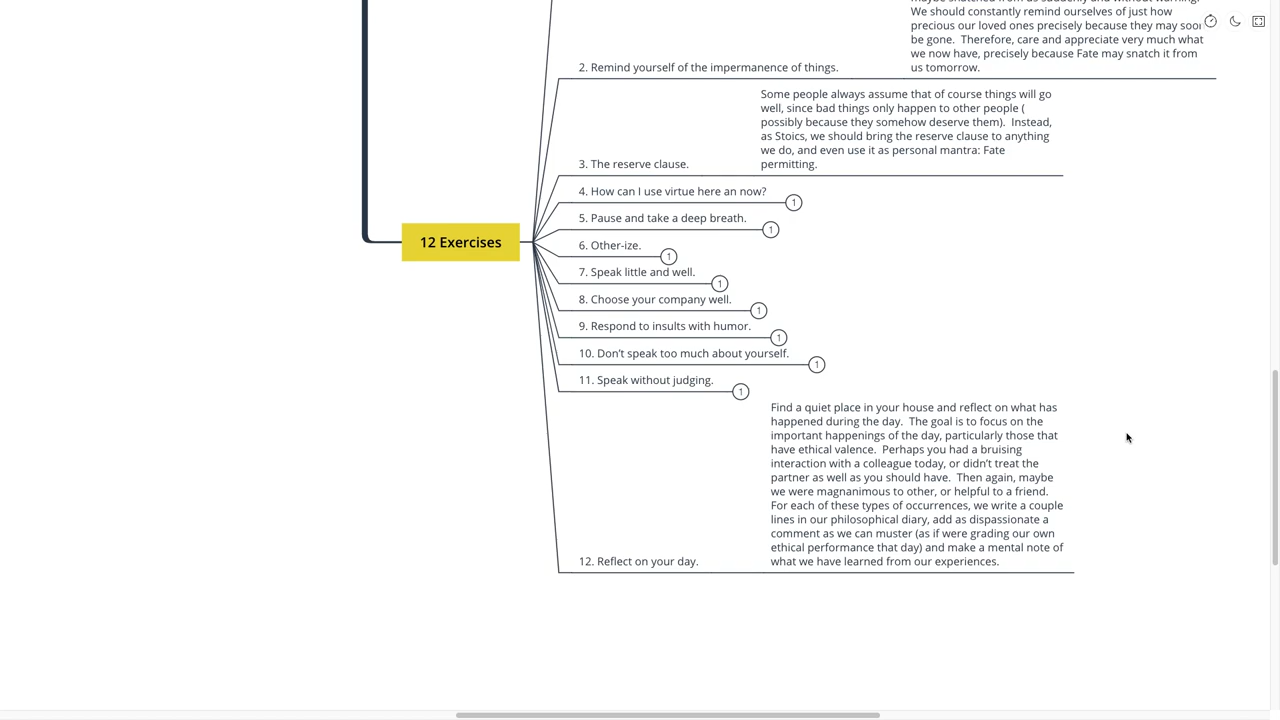 maybe snatched from us suddenly and without warning.
We should constantly remind ourselves of just how
precious our loved ones precisely because they may soon
be gone.  Therefore, care and appreciate very much what
we now have, precisely because Fate may snatch it from
us tomorrow.
2. Remind yourself of the impermanence of things.
Some people always assume that of course things will go
well, since bad things only happen to other people (
possibly because they somehow deserve them).  Instead,
as Stoics, we should bring the reserve clause to anything
we do, and even use it as personal mantra: Fate
permitting.
3. The reserve clause.
4. How can I use virtue here an now?
1
5. Pause and take a deep breath.
1
6. Other-ize.
1
7. Speak little and well.
1
8. Choose your company well.
1
9. Respond to insults with humor.
1
10. Don’t speak too much about yourself.
1
11. Speak without judging.
1
12 Exercises
Find a quiet place in your house and reflect on what has
happened during the day.  The goal is to focus on the
important happenings of the day, particularly those that
have ethical valence.  Perhaps you had a bruising
interaction with a colleague today, or didn’t treat the
partner as well as you should have.  Then again, maybe
we were magnanimous to other, or helpful to a friend.
For each of these types of occurrences, we write a couple
lines in our philosophical diary, add as dispassionate a
comment as we can muster (as if were grading our own
ethical performance that day) and make a mental note of
what we have learned from our experiences.
12. Reflect on your day.